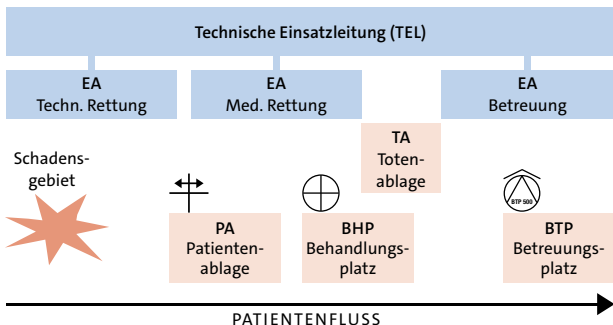 Technische Einsatzleitung (TEL)
EA
Techn. Rettung
EA
Med. Rettung
EA
Betreuung
TA
Toten-
ablage
Schadens-
gebiet
BTP 500
PA
Patienten-
ablage
BHP
Behandlungs-
platz
BTP
Betreuungs-
platz
PATIENTENFLUSS